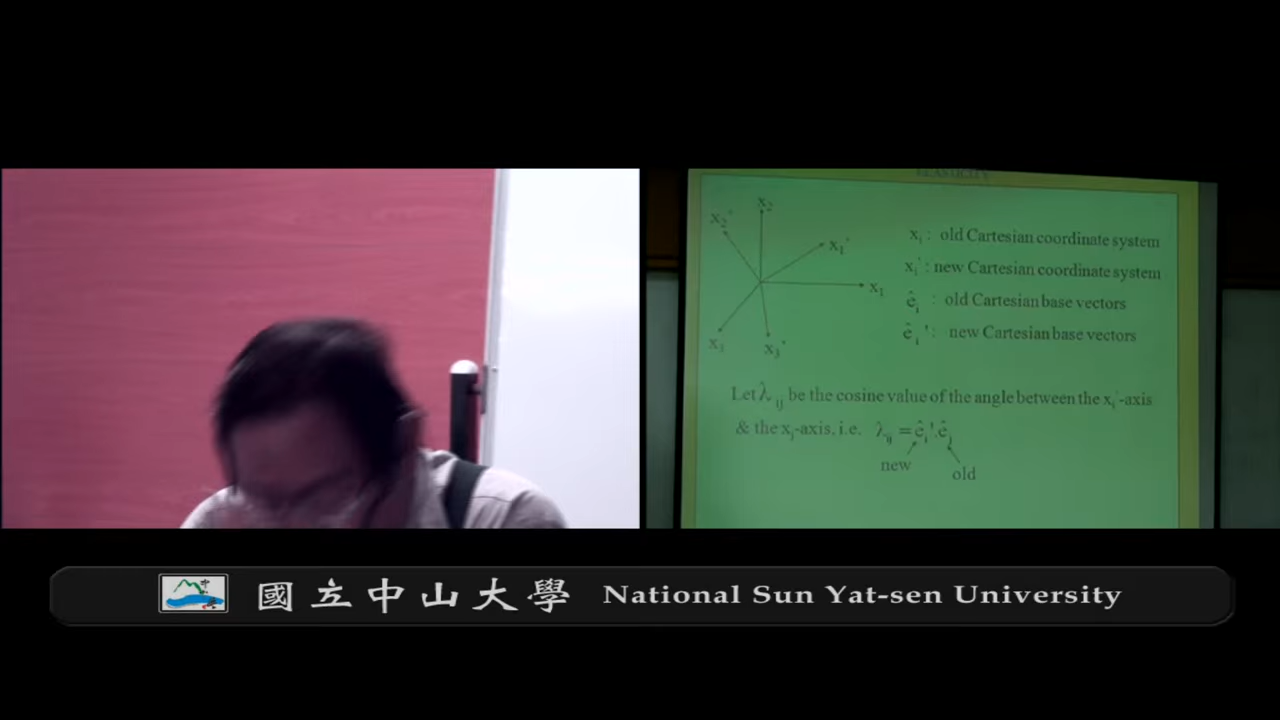 ELASTICITY
x₂
x₂'
x₁'
x₁
x₃
x₃'
xᵢ : old Cartesian coordinate system
xᵢ' : new Cartesian coordinate system
êᵢ : old Cartesian base vectors
êᵢ' : new Cartesian base vectors
Let λᵢⱼ be the cosine value of the angle between the xᵢ'-axis
& the xⱼ-axis, i.e. λᵢⱼ = êᵢ'.êⱼ
new
old
國立中山大學 National Sun Yat-sen University